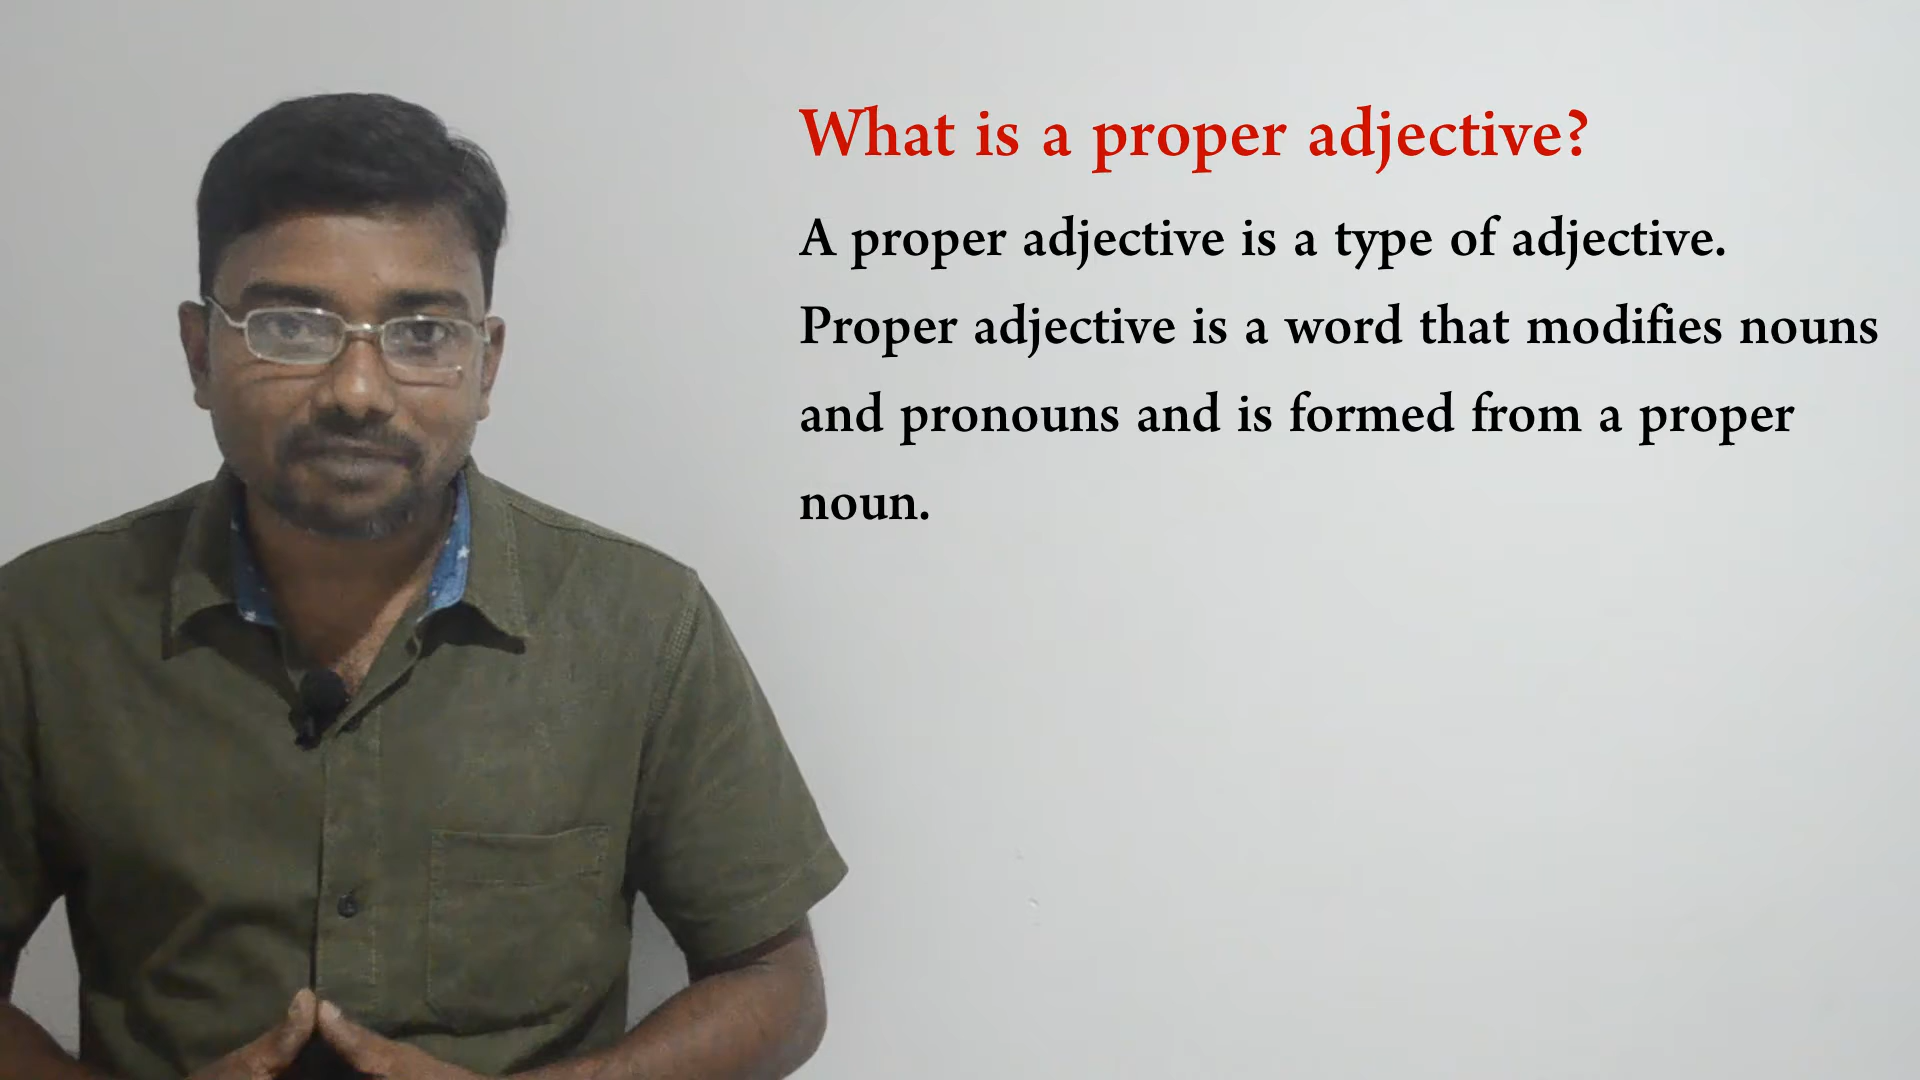 What is a proper adjective?
A proper adjective is a type of adjective.
Proper adjective is a word that modifies nouns
and pronouns and is formed from a proper
noun.